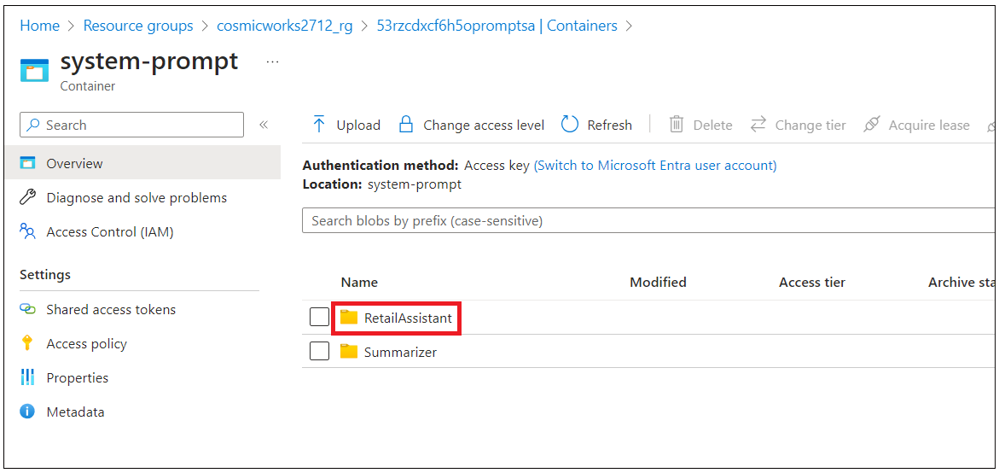 Home > Resource groups > cosmicworks2712_rg > 53rzcdxcf6h5opromptsa | Containers >
system-prompt ...
Container
Search «
Overview
Diagnose and solve problems
Access Control (IAM)
Settings
Shared access tokens
Access policy
Properties
Metadata
Upload Change access level Refresh Delete Change tier Acquire lease
Authentication method: Access key (Switch to Microsoft Entra user account)
Location: system-prompt
Search blobs by prefix (case-sensitive)
Name Modified Access tier Archive sta
RetailAssistant
Summarizer